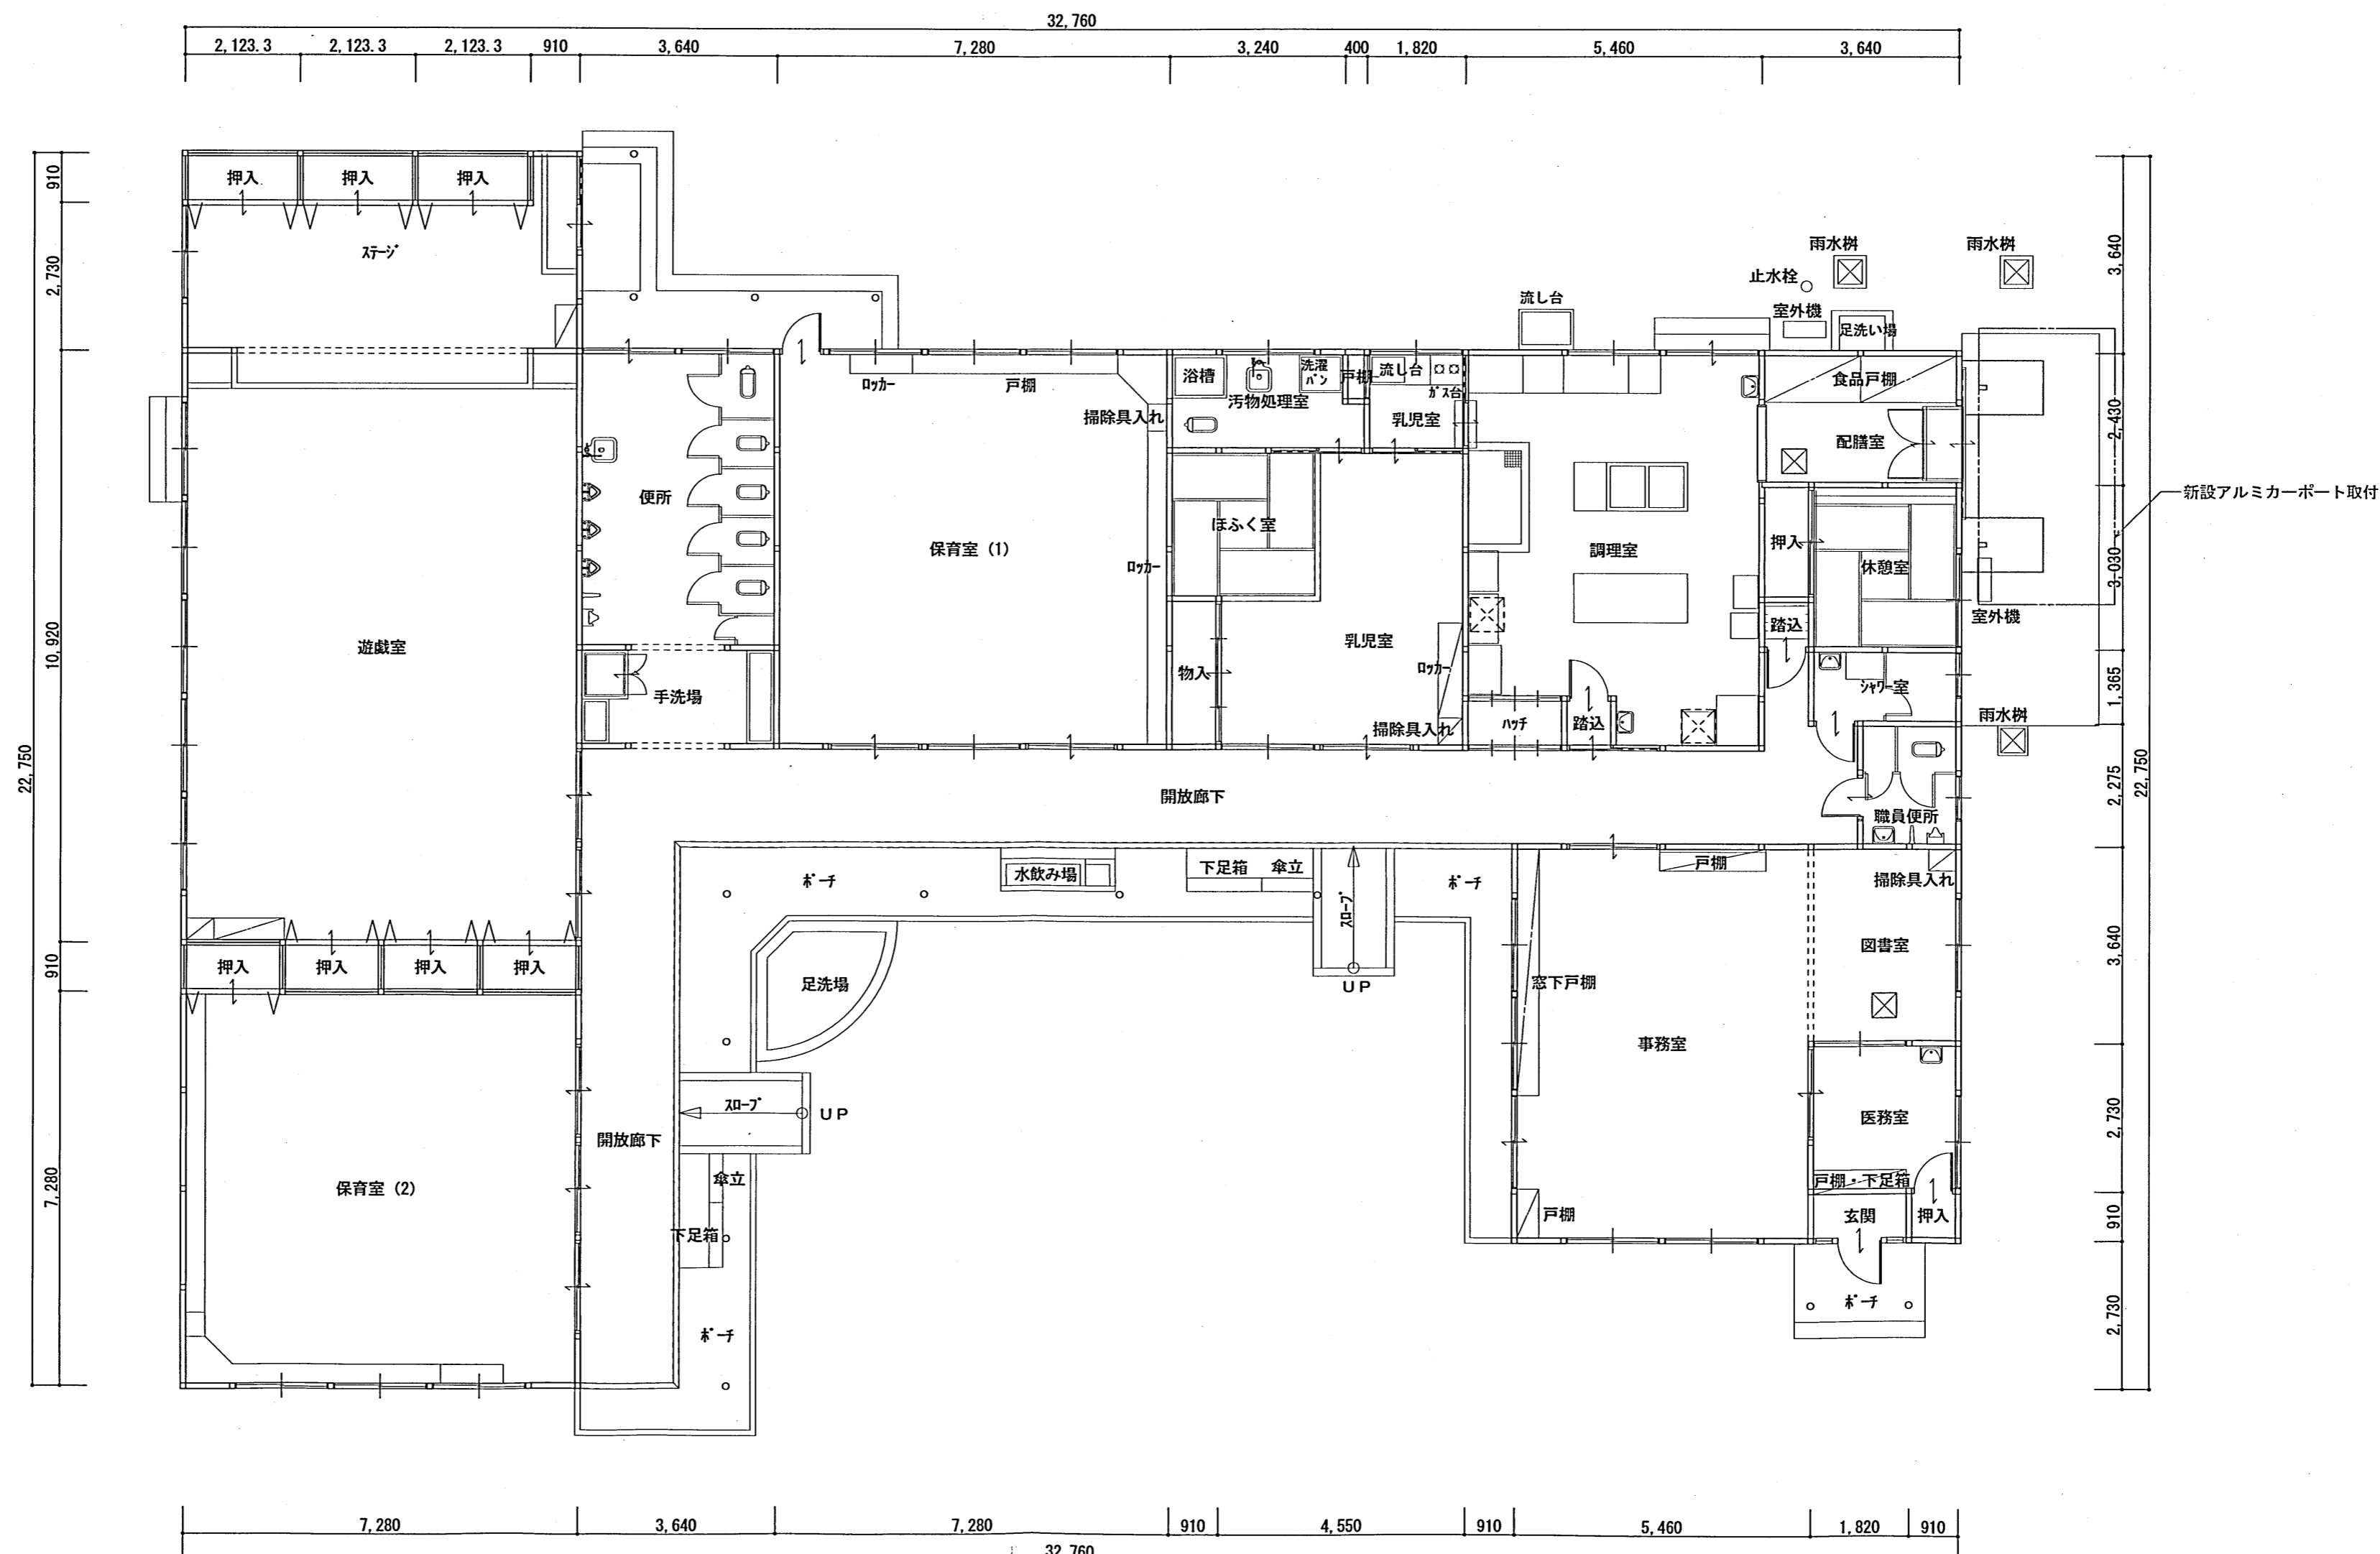 32,760
2,123.3 2,123.3 2,123.3 910 3,640 7,280 3,240 400 1,820 5,460 3,640
910
2,730
10,920
910
7,280
22,750
押入 押入 押入
ステージ
雨水桝
雨水桝
止水栓
室外機
流し台
足洗い場
ロッカー
戸棚
掃除具入れ
浴槽
洗濯パン
戸棚
流し台
ガス台
汚物処理室
乳児室
食品戸棚
配膳室
便所
保育室（1）
ほふく室
調理室
押入
休憩室
新設アルミカーポート取付
ロッカー
室外機
踏込
遊戯室
乳児室
物入
ロッカー
手洗場
シャワー室
ハッチ
踏込
掃除具入れ
雨水桝
開放廊下
職員便所
ポーチ
水飲み場
下足箱
傘立
ポーチ
戸棚
掃除具入れ
スロープ
UP
押入 押入 押入 押入
足洗場
窓下戸棚
図書室
事務室
スロープ
UP
開放廊下
医務室
傘立
保育室（2）
戸棚・下足箱
下足箱
戸棚
玄関
押入
ポーチ
ポーチ
3,640
2,430
3,030
1,365
2,275
3,640
2,730
910
2,730
22,750
7,280 3,640 7,280 910 4,550 910 5,460 1,820 910
32,760